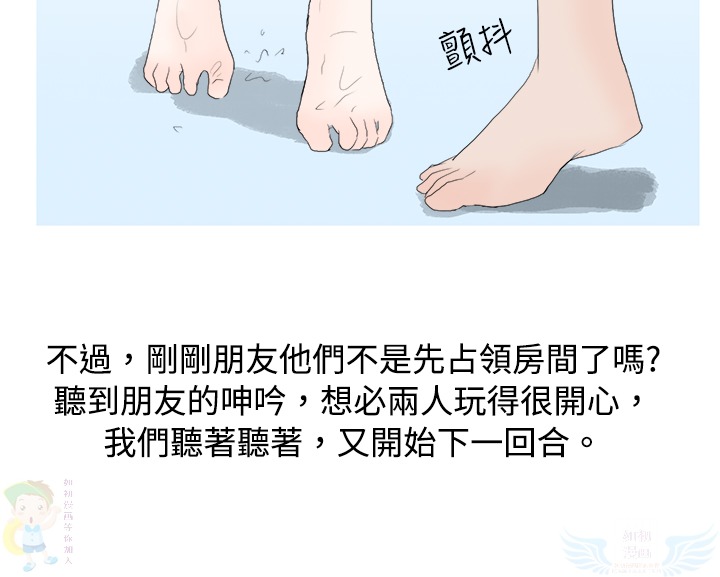 顫抖
不過，剛剛朋友他們不是先占領房間了嗎?
聽到朋友的呻吟，想必兩人玩得很開心，
我們聽著聽著，又開始下一回合。